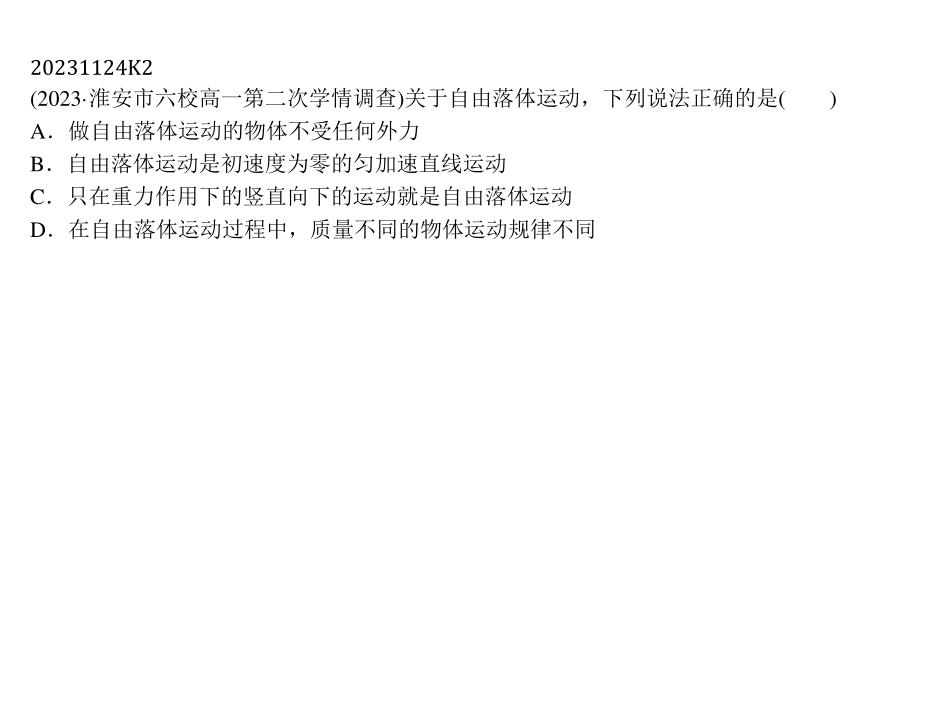 20231124K2
(2023·淮安市六校高一第二次学情调查)关于自由落体运动，下列说法正确的是(　　)
A．做自由落体运动的物体不受任何外力
B．自由落体运动是初速度为零的匀加速直线运动
C．只在重力作用下的竖直向下的运动就是自由落体运动
D．在自由落体运动过程中，质量不同的物体运动规律不同